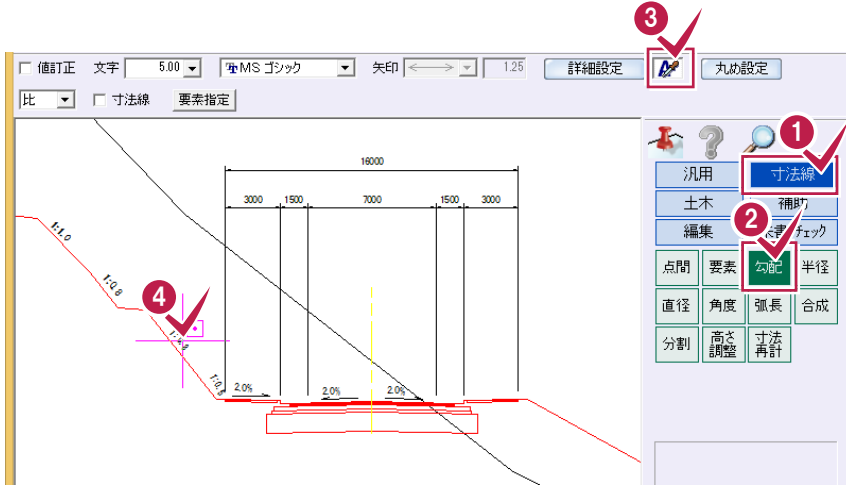 3
値訂正 文字 5.00 MS ゴシック 矢印 1.25 詳細設定 A 丸め設定
比 寸法線 要素指定
1
汎用 寸法線
土木 補助
2
編集 チェック
点間 要素 勾配 半径
直径 角度 弧長 合成
分割 高さ調整 寸法再計
16000
3000 1500 7000 1500 3000
1:1.0
1:0.8
4
1:0.5
2.0% 2.0% 2.0%